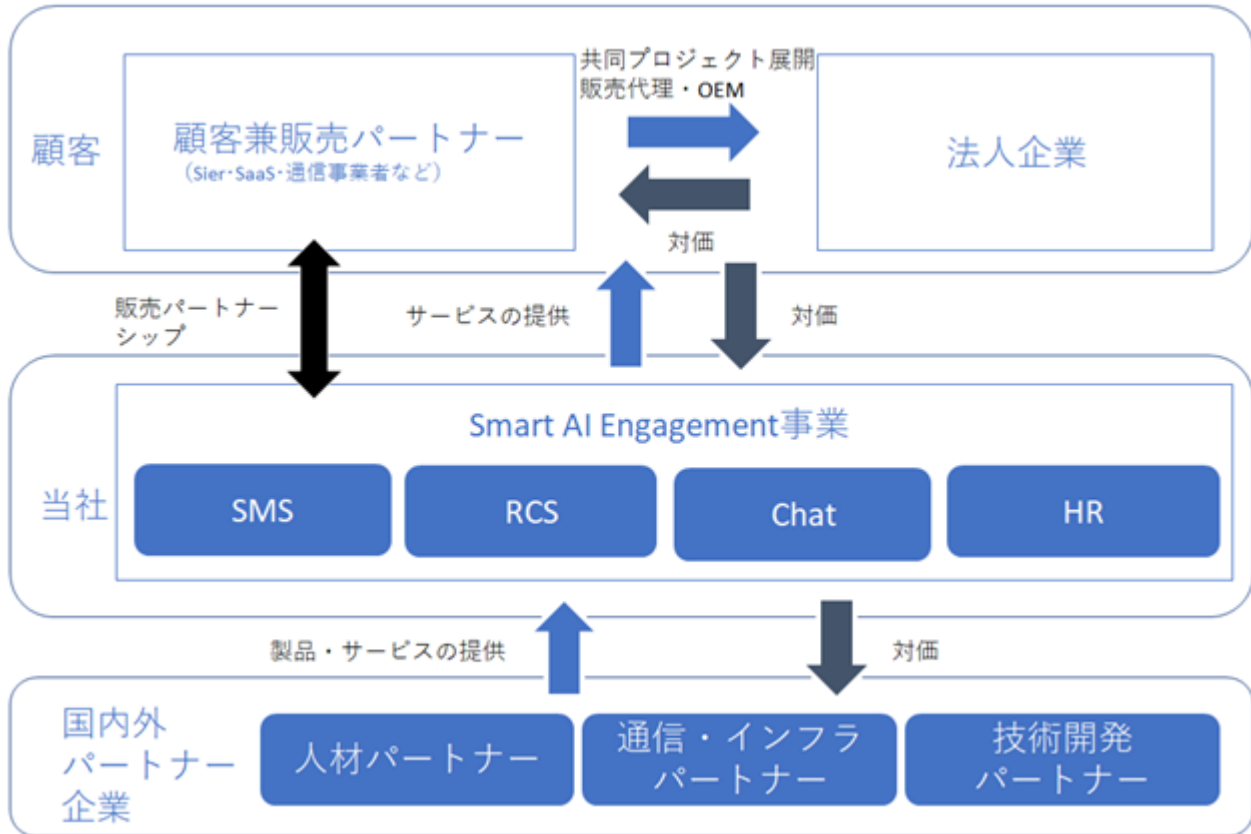 共同プロジェクト展開
販売代理・OEM
顧客
顧客兼販売パートナー
（Sier・SaaS・通信事業者など）
法人企業
対価
販売パートナー
シップ
サービスの提供
対価
Smart AI Engagement事業
当社
SMS
RCS
Chat
HR
製品・サービスの提供
対価
国内外
パートナー
企業
人材パートナー
通信・インフラ
パートナー
技術開発
パートナー